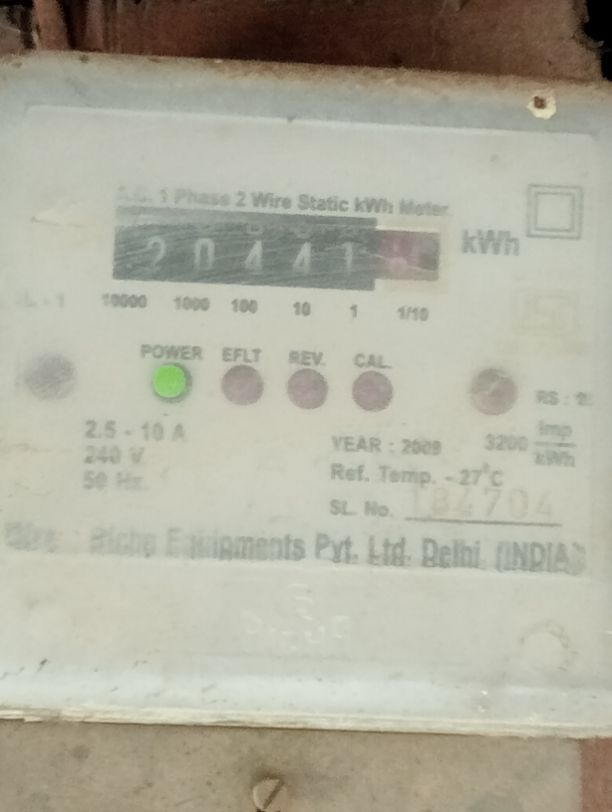 A.C. 1 Phase 2 Wire Static kWh Meter
2 0 4 4 1
kWh
10000 1000 100 10 1 1/10
POWER EFLT REV. CAL.
2.5 - 10 A
240 V
50 Hz.
YEAR : 2009
3200 Imp/kWh
Ref. Temp. - 27°C
SL. No. 184704
Equipments Pvt. Ltd. Delhi. (INDIA)